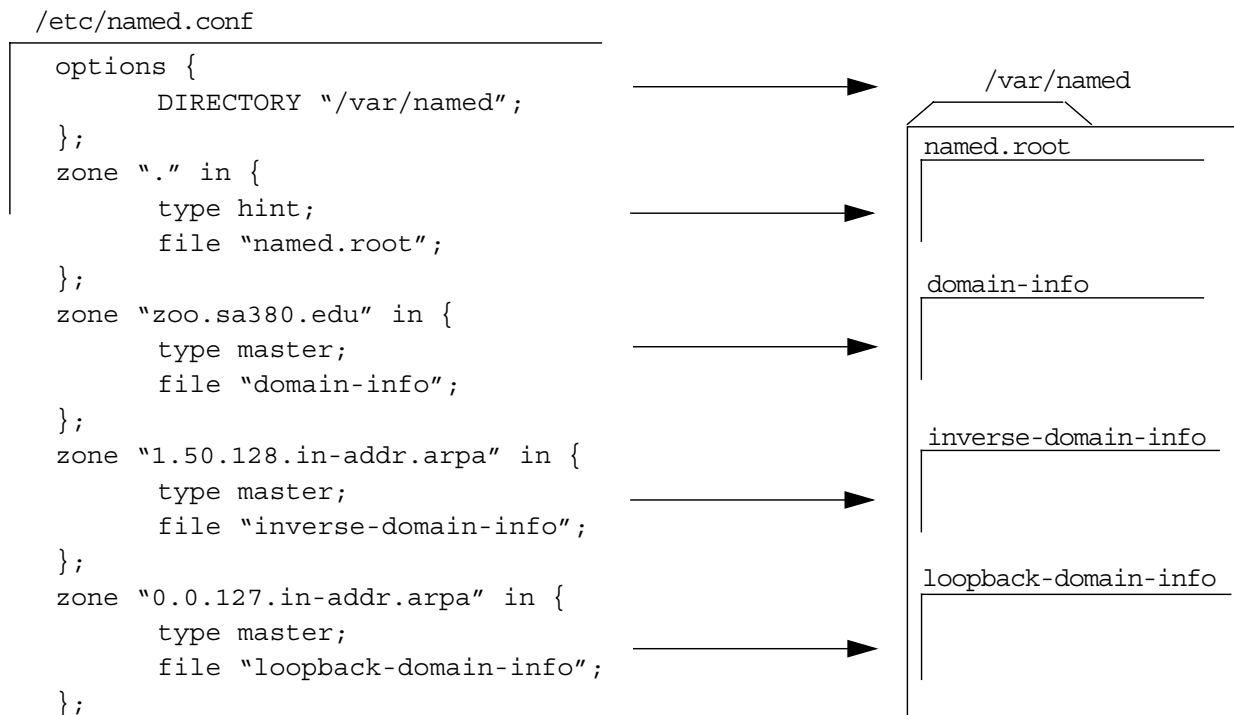 /etc/named.conf
options {
DIRECTORY “/var/named”;
};
zone “.” in {
type hint;
file “named.root”;
};
zone “zoo.sa380.edu” in {
type master;
file “domain-info”;
};
zone “1.50.128.in-addr.arpa” in {
type master;
file “inverse-domain-info”;
};
zone “0.0.127.in-addr.arpa” in {
type master;
file “loopback-domain-info”;
};
/var/named
named.root
domain-info
inverse-domain-info
loopback-domain-info